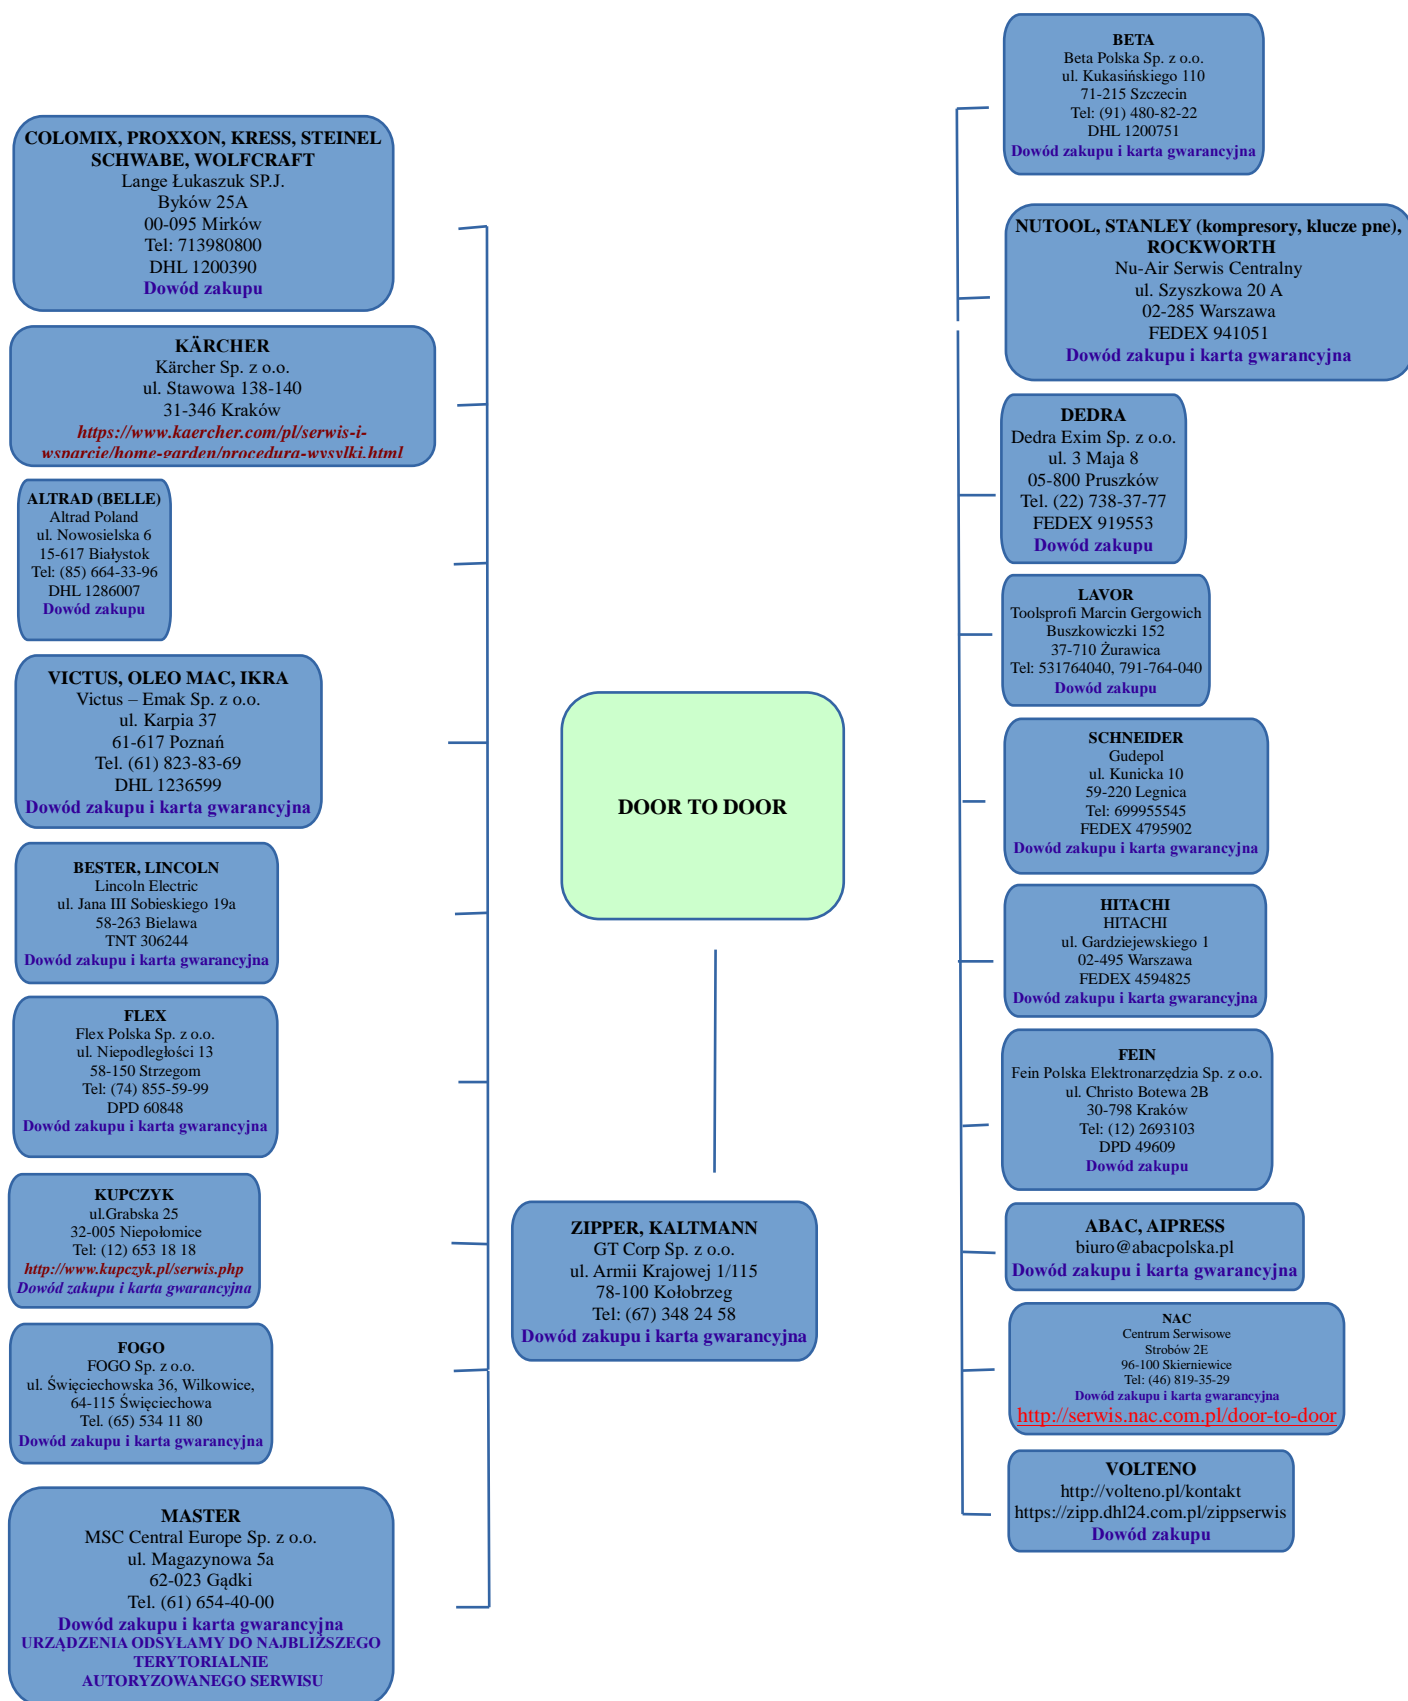 COLOMIX, PROXXON, KRESS, STEINEL
SCHWABE, WOLFCRAFT
Lange Łukaszuk SP.J.
Byków 25A
00-095 Mirków
Tel: 713980800
DHL 1200390
Dowód zakupu
KÄRCHER
Kärcher Sp. z o.o.
ul. Stawowa 138-140
31-346 Kraków
https://www.kaercher.com/pl/serwis-i-
wsparcie/home-garden/procedura-wysylki.html
ALTRAD (BELLE)
Altrad Poland
ul. Nowosielska 6
15-617 Białystok
Tel: (85) 664-33-96
DHL 1286007
Dowód zakupu
VICTUS, OLEO MAC, IKRA
Victus – Emak Sp. z o.o.
ul. Karpia 37
61-617 Poznań
Tel. (61) 823-83-69
DHL 1236599
Dowód zakupu i karta gwarancyjna
BESTER, LINCOLN
Lincoln Electric
ul. Jana III Sobieskiego 19a
58-263 Bielawa
TNT 306244
Dowód zakupu i karta gwarancyjna
FLEX
Flex Polska Sp. z o.o.
ul. Niepodległości 13
58-150 Strzegom
Tel: (74) 855-59-99
DPD 60848
Dowód zakupu i karta gwarancyjna
KUPCZYK
ul.Grabska 25
32-005 Niepołomice
Tel: (12) 653 18 18
http://www.kupczyk.pl/serwis.php
Dowód zakupu i karta gwarancyjna
FOGO
FOGO Sp. z o.o.
ul. Święciechowska 36, Wilkowice,
64-115 Święciechowa
Tel. (65) 534 11 80
Dowód zakupu i karta gwarancyjna
MASTER
MSC Central Europe Sp. z o.o.
ul. Magazynowa 5a
62-023 Gądki
Tel. (61) 654-40-00
Dowód zakupu i karta gwarancyjna
URZĄDZENIA ODSYŁAMY DO NAJBLIŻSZEGO
TERYTORIALNIE
AUTORYZOWANEGO SERWISU
DOOR TO DOOR
ZIPPER, KALTMANN
GT Corp Sp. z o.o.
ul. Armii Krajowej 1/115
78-100 Kołobrzeg
Tel: (67) 348 24 58
Dowód zakupu i karta gwarancyjna
BETA
Beta Polska Sp. z o.o.
ul. Kukasińskiego 110
71-215 Szczecin
Tel: (91) 480-82-22
DHL 1200751
Dowód zakupu i karta gwarancyjna
NUTOOL, STANLEY (kompresory, klucze pne),
ROCKWORTH
Nu-Air Serwis Centralny
ul. Szyszkowa 20 A
02-285 Warszawa
FEDEX 941051
Dowód zakupu i karta gwarancyjna
DEDRA
Dedra Exim Sp. z o.o.
ul. 3 Maja 8
05-800 Pruszków
Tel. (22) 738-37-77
FEDEX 919553
Dowód zakupu
LAVOR
Toolsprofi Marcin Gergowich
Buszkowiczki 152
37-710 Żurawica
Tel: 531764040, 791-764-040
Dowód zakupu
SCHNEIDER
Gudepol
ul. Kunicka 10
59-220 Legnica
Tel: 699955545
FEDEX 4795902
Dowód zakupu i karta gwarancyjna
HITACHI
HITACHI
ul. Gardziejewskiego 1
02-495 Warszawa
FEDEX 4594825
Dowód zakupu i karta gwarancyjna
FEIN
Fein Polska Elektronarzędzia Sp. z o.o.
ul. Christo Botewa 2B
30-798 Kraków
Tel: (12) 2693103
DPD 49609
Dowód zakupu
ABAC, AIPRESS
biuro@abacpolska.pl
Dowód zakupu i karta gwarancyjna
NAC
Centrum Serwisowe
Strobów 2E
96-100 Skierniewice
Tel: (46) 819-35-29
Dowód zakupu i karta gwarancyjna
http://serwis.nac.com.pl/door-to-door
VOLTENO
http://volteno.pl/kontakt
https://zipp.dhl24.com.pl/zippserwis
Dowód zakupu